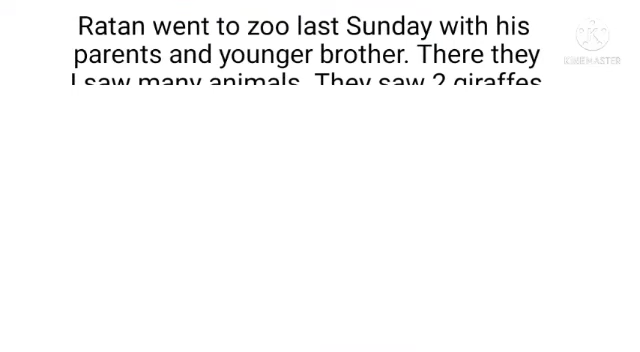 Ratan went to zoo last Sunday with his
parents and younger brother. There they
saw many animals. They saw 2 giraffes
KINEMASTER